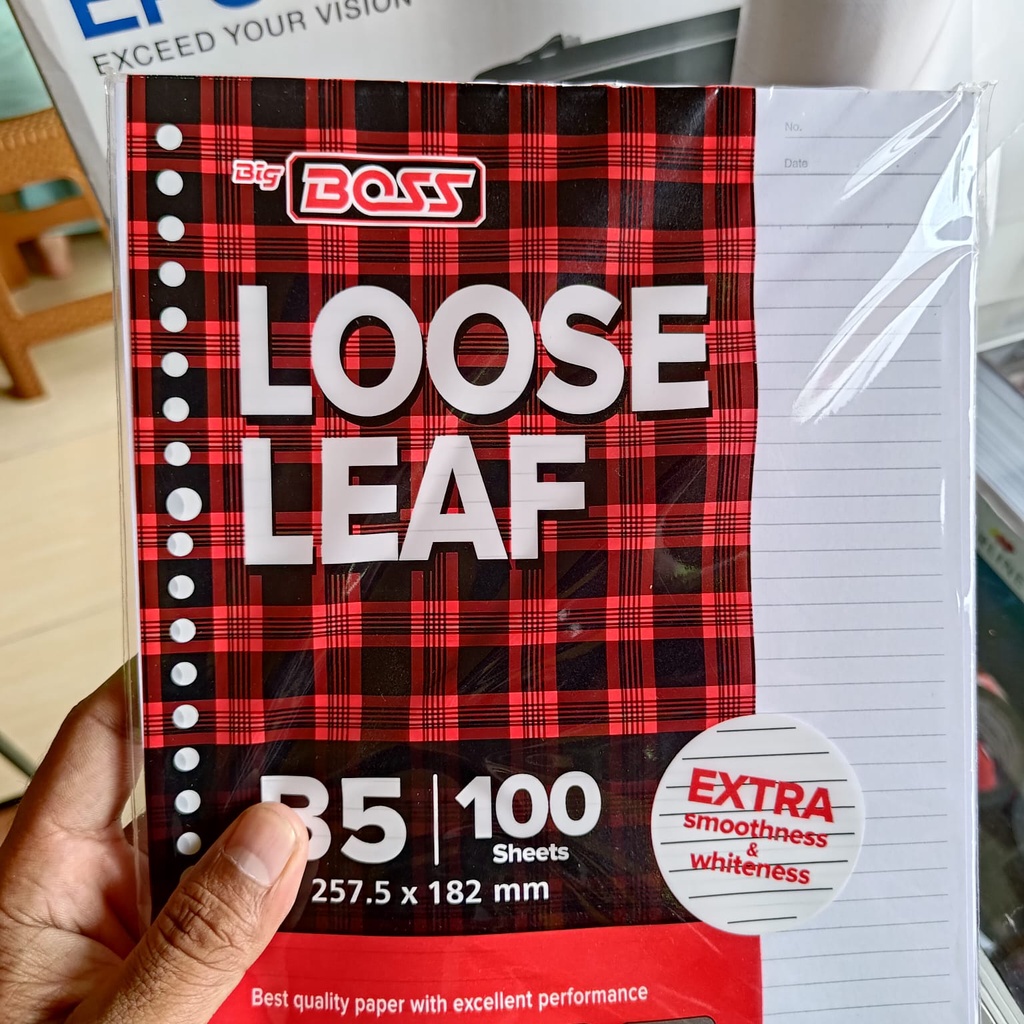 EXCEED YOUR VISION
No.
Date
Big BOSS
LOOSE
LEAF
B5 | 100
Sheets
257.5 x 182 mm
EXTRA
smoothness
&
whiteness
Best quality paper with excellent performance